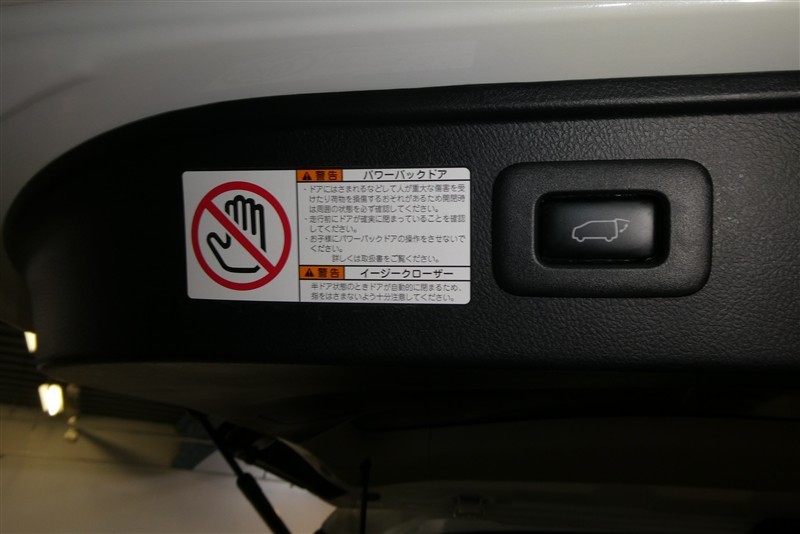 警告 パワーバックドア
・ドアにはさまれるなどして人が重大な傷害を受
けたり荷物を損傷するおそれがあるため開閉時
は周囲の状態を必ず確認してください。
・走行前にドアが確実に閉まっていることを確認
してください。
・お子様にパワーバックドアの操作をさせないで
ください。
詳しくは取扱書をご覧ください。
警告 イージークローザー
半ドア状態のときドアが自動的に閉まるため、
指をはさまないよう十分注意してください。